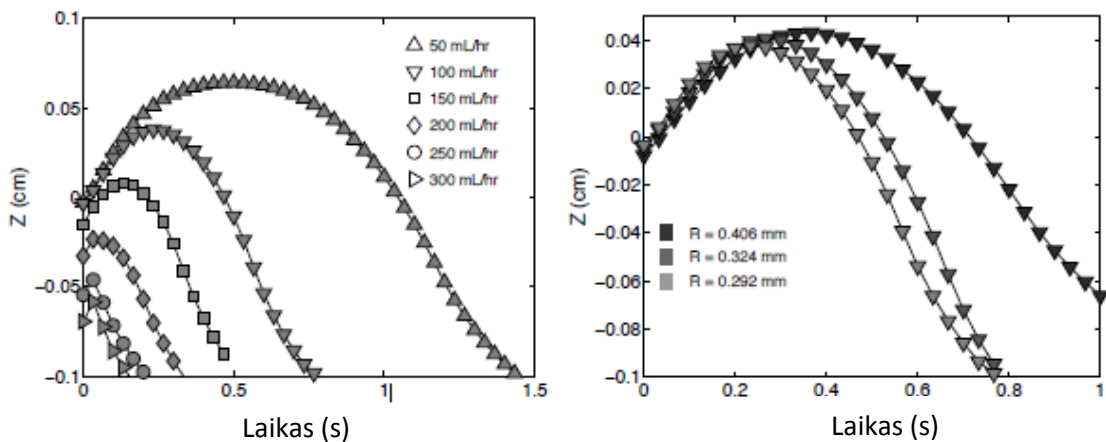 0.1
0.05
0
−0.05
−0.1
Z (cm)
50 mL/hr
100 mL/hr
150 mL/hr
200 mL/hr
250 mL/hr
300 mL/hr
0
0.5
1
1.5
Laikas (s)
0.04
0.02
0
−0.02
−0.04
−0.06
−0.08
−0.1
Z (cm)
R = 0.406 mm
R = 0.324 mm
R = 0.292 mm
0
0.2
0.4
0.6
0.8
1
Laikas (s)